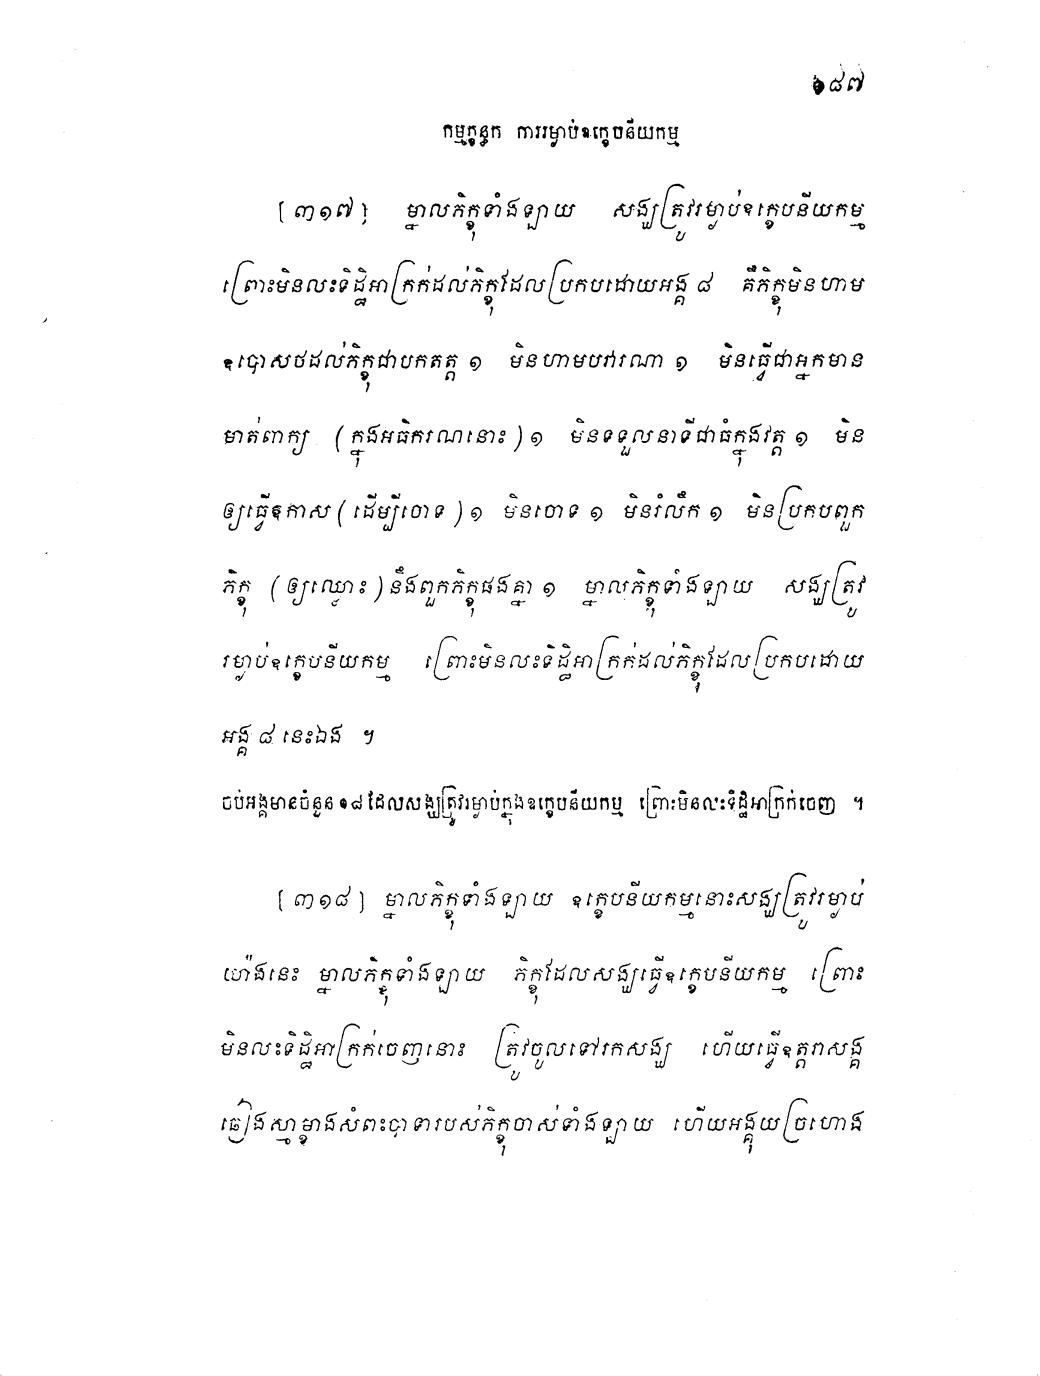 ១៨៧
កម្មក្ខន្ធក ការរម្ងាប់ឧក្ខេបនីយកម្ម
[៣១៧] ម្នាលភិក្ខុទាំងឡាយ សង្ឃត្រូវរម្ងាប់ឧក្ខេបនីយកម្ម
ព្រោះមិនលះទិដ្ឋិអាក្រក់ដល់ភិក្ខុដែលប្រកបដោយអង្គ ៨ គឺភិក្ខុមិនហាម
ឧបោសថដល់ភិក្ខុជាបកតត្ត ១ មិនហាមបវារណា ១ មិនធ្វើជាអ្នកមាន
មាត់ពាក្យ (ក្នុងអធិករណនោះ) ១ មិនទទួលនាទីជាធំក្នុងវត្ត ១ មិន
ឲ្យធ្វើឱកាស (ដើម្បីចោទ) ១ មិនចោទ ១ មិនរំលឹក ១ មិនប្រកបពួក
ភិក្ខុ (ឲ្យឈ្លោះ) នឹងពួកភិក្ខុផងគ្នា ១ ម្នាលភិក្ខុទាំងឡាយ សង្ឃត្រូវ
រម្ងាប់ឧក្ខេបនីយកម្ម ព្រោះមិនលះទិដ្ឋិអាក្រក់ដល់ភិក្ខុដែលប្រកបដោយ
អង្គ ៨ នេះឯង ។
ចប់អង្គមានចំនួន ១៨ ដែលសង្ឃត្រូវរម្ងាប់ក្នុងឧក្ខេបនីយកម្ម ព្រោះមិនលះទិដ្ឋិអាក្រក់ចេញ ។
[៣១៨] ម្នាលភិក្ខុទាំងឡាយ ឧក្ខេបនីយកម្មនោះសង្ឃត្រូវរម្ងាប់
យ៉ាងនេះ ម្នាលភិក្ខុទាំងឡាយ ភិក្ខុដែលសង្ឃធ្វើឧក្ខេបនីយកម្ម ព្រោះ
មិនលះទិដ្ឋិអាក្រក់ចេញនោះ ត្រូវចូលទៅរកសង្ឃ ហើយធ្វើឧត្តរាសង្គ
ឆៀងស្មាម្ខាងសំពះបាទារបស់ភិក្ខុចាស់ទាំងឡាយ ហើយអង្គុយច្រហោង